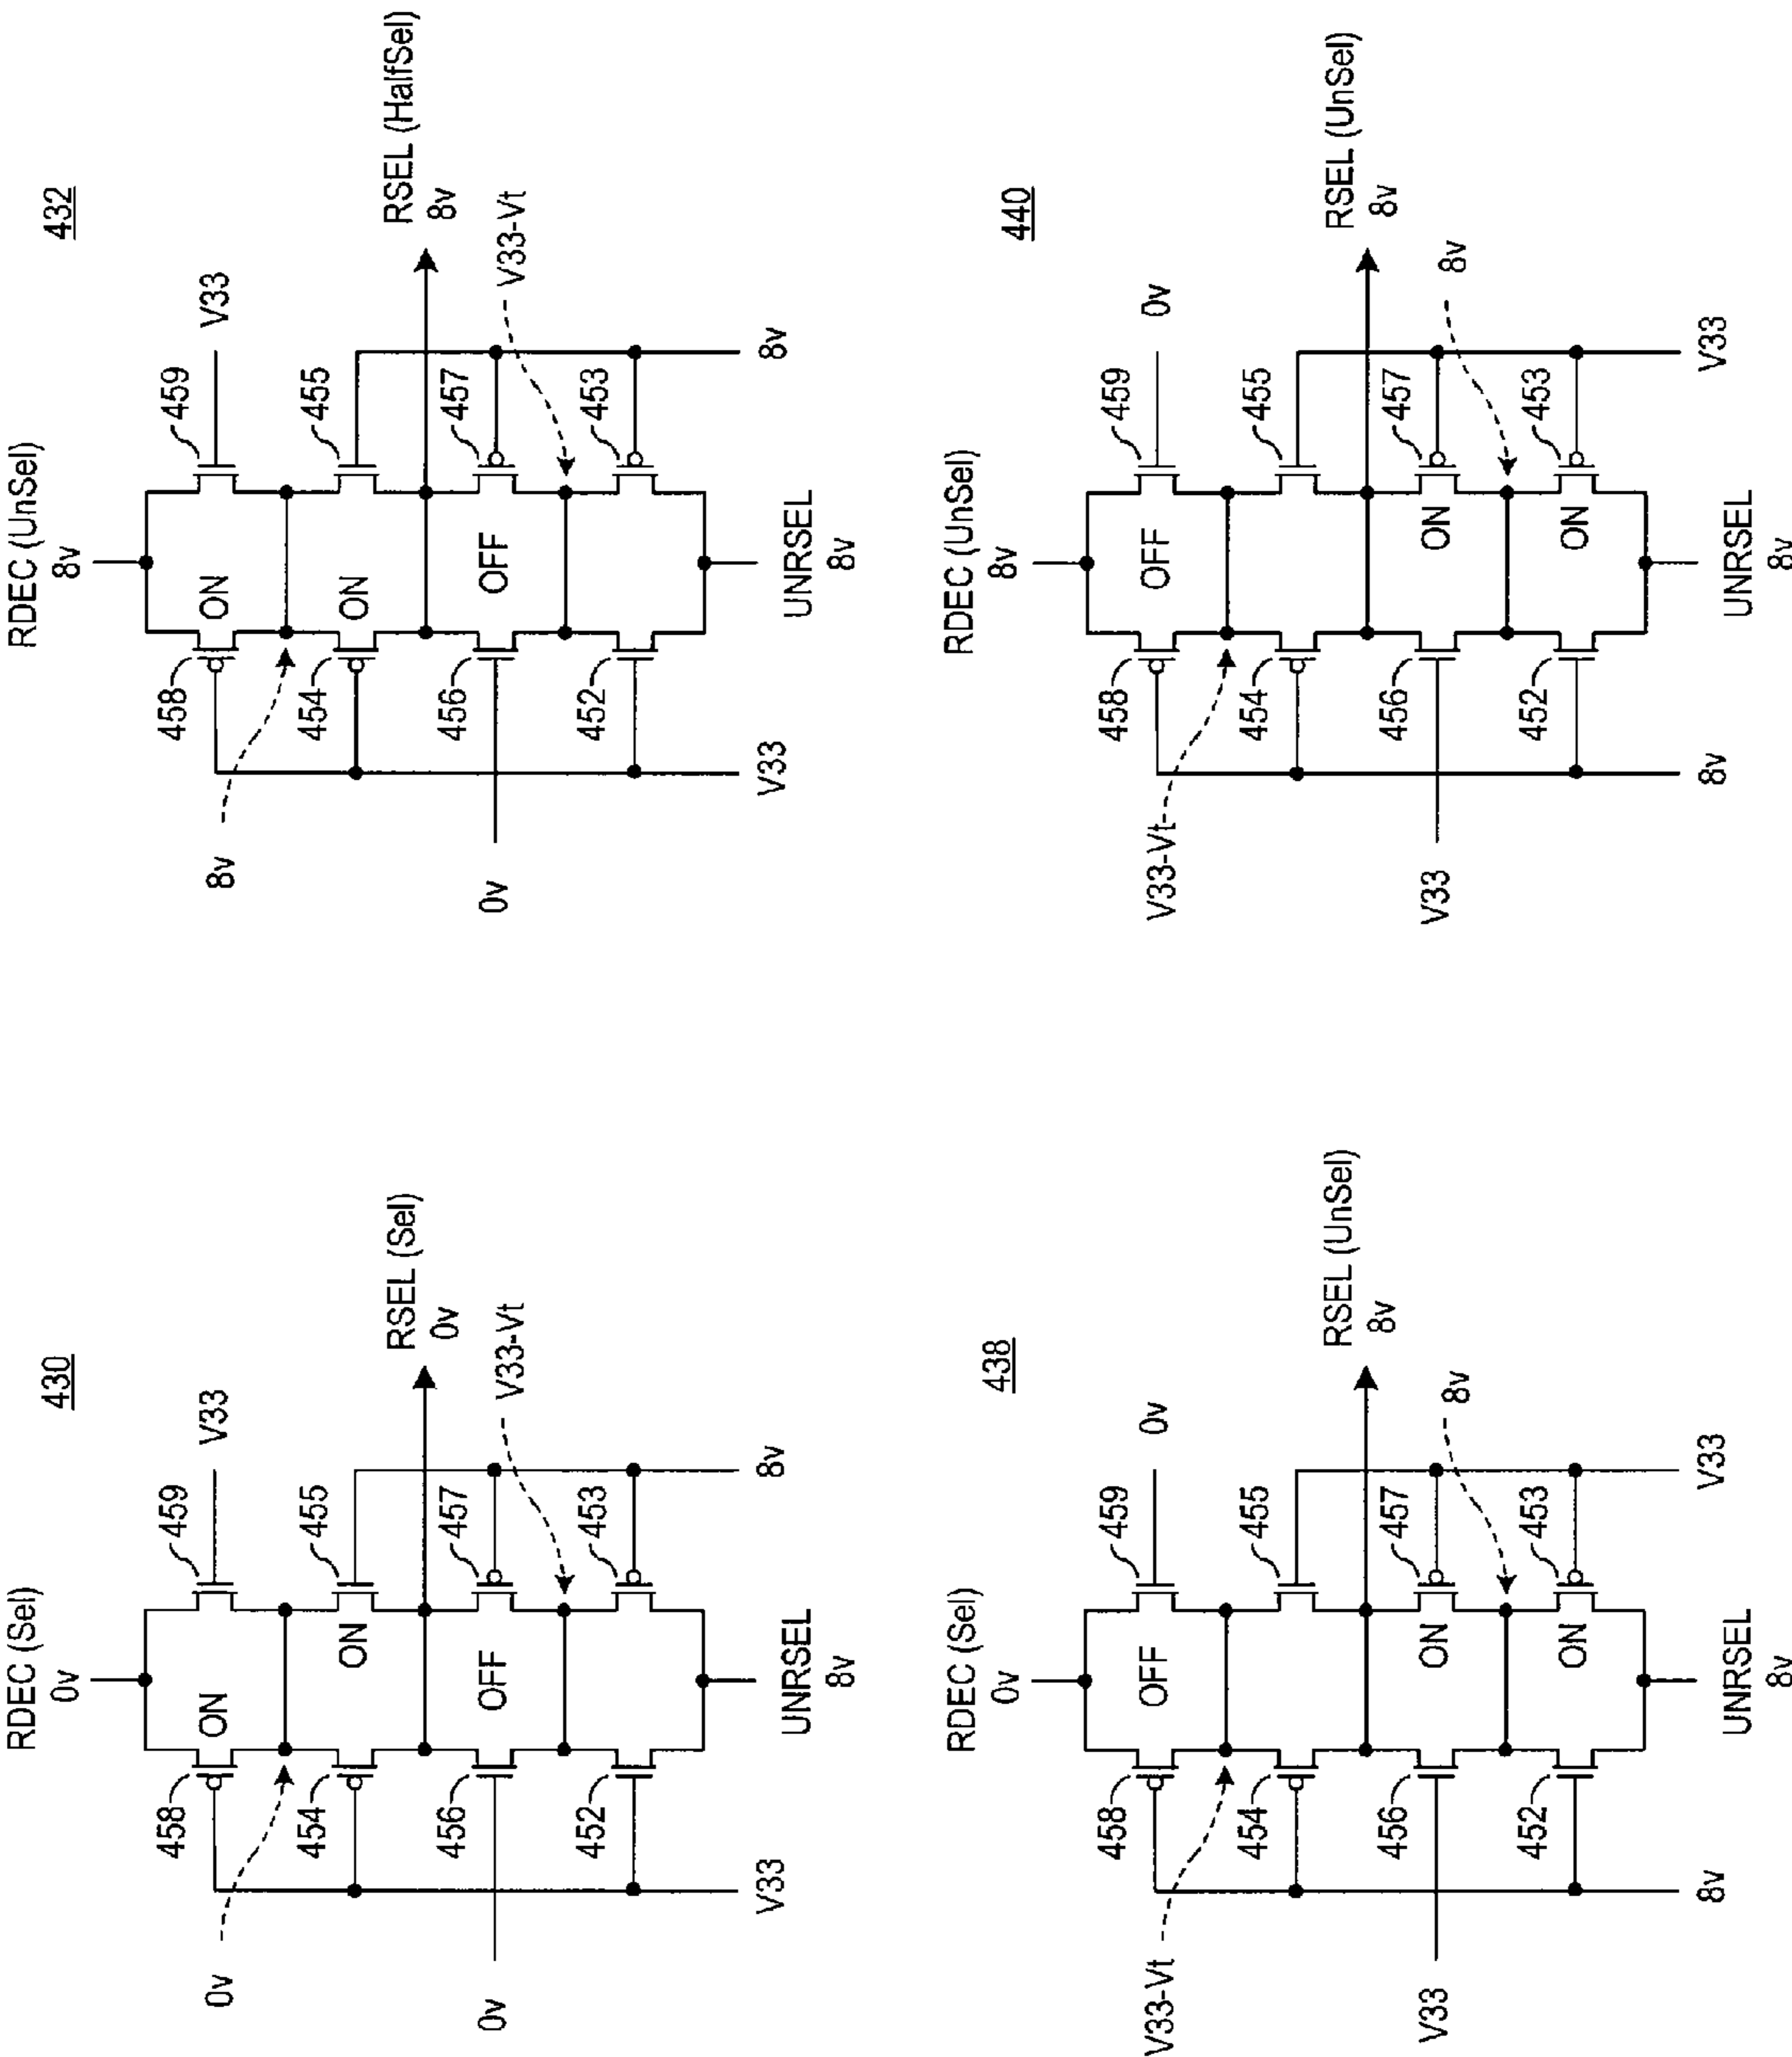 430
RDEC (Sel)
0v
V33
459
455
457
453
458
454
456
452
ON
ON
OFF
0v
0v
V33
8v
UNRSEL
8v
V33-Vt
RSEL (Sel)
0v
432
RDEC (UnSel)
8v
V33
459
455
457
453
458
454
456
452
ON
ON
OFF
8v
0v
V33
8v
UNRSEL
8v
V33-Vt
RSEL (HalfSel)
8v
438
RDEC (Sel)
0v
0v
459
455
457
453
458
454
456
452
OFF
ON
ON
V33-Vt
V33
8v
V33
UNRSEL
8v
8v
RSEL (UnSel)
8v
440
RDEC (UnSel)
8v
0v
459
455
457
453
458
454
456
452
OFF
ON
ON
V33-Vt
V33
8v
V33
UNRSEL
8v
8v
RSEL (UnSel)
8v